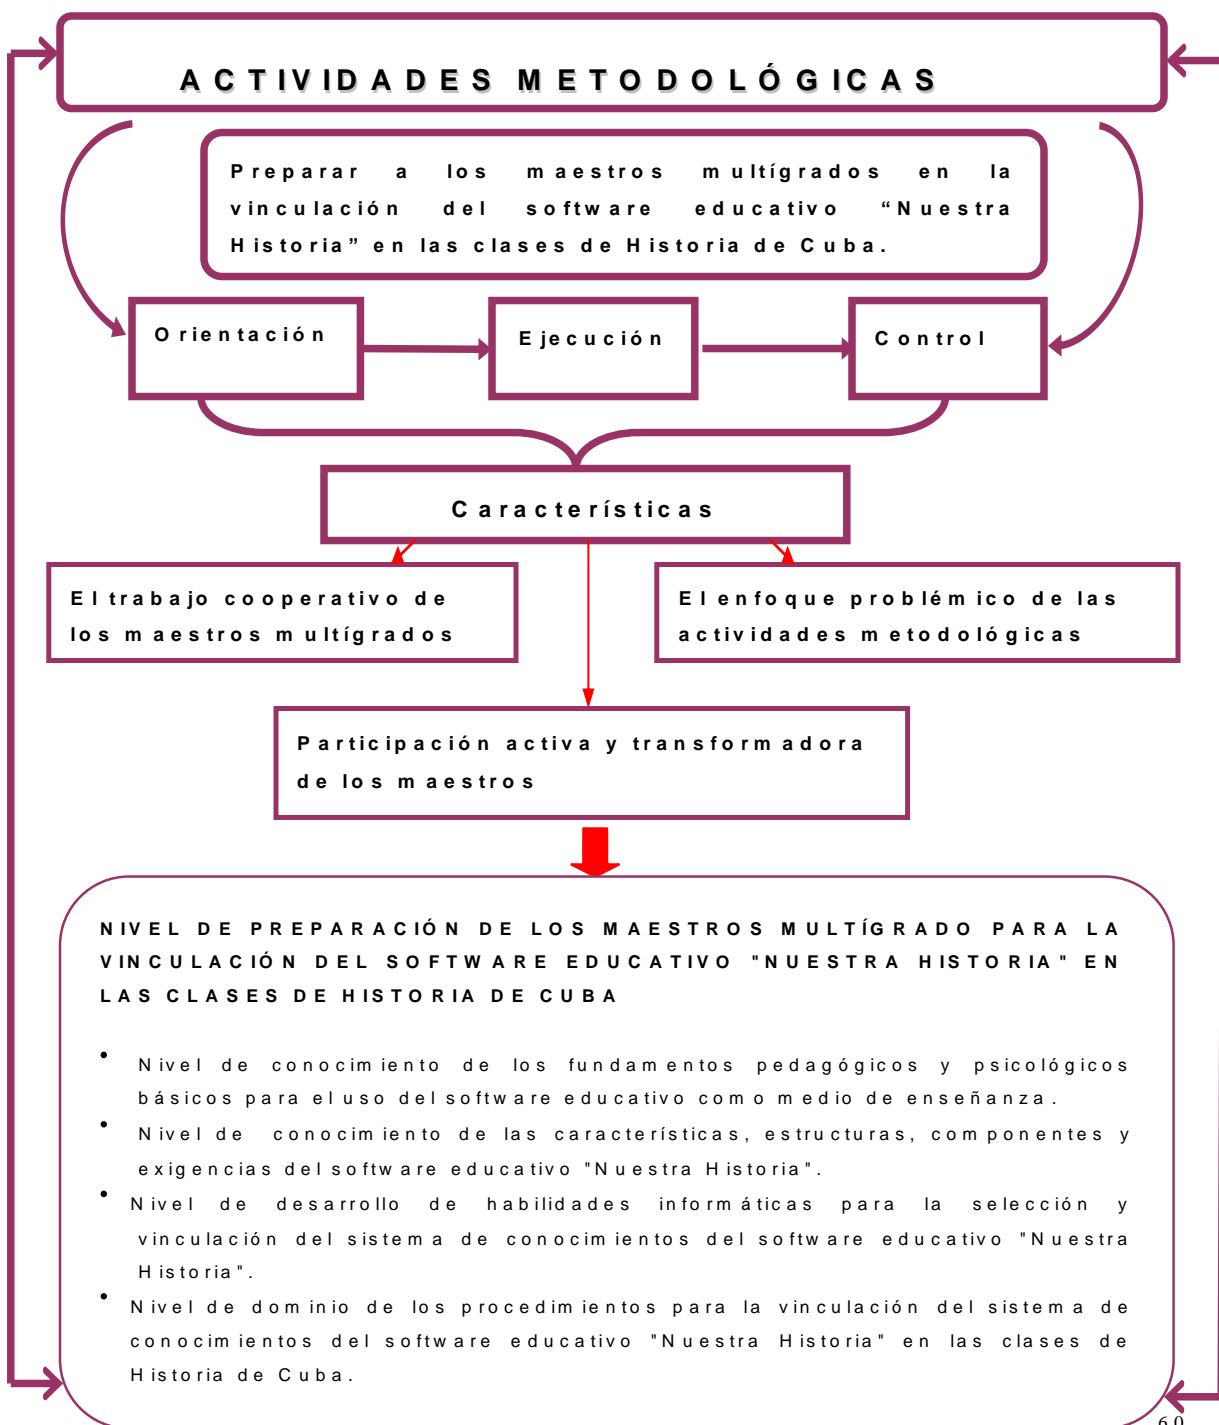 ACTIVIDADES METODOLÓGICAS
Preparar a los maestros multígrados en la
vinculación del software educativo “Nuestra
Historia” en las clases de Historia de Cuba.
Orientación
Ejecución
Control
Características
El trabajo cooperativo de
los maestros multígrados
El enfoque problémico de las
actividades metodológicas
Participación activa y transformadora
de los maestros
NIVEL DE PREPARACIÓN DE LOS MAESTROS MULTÍGRADO PARA LA
VINCULACIÓN DEL SOFTWARE EDUCATIVO "NUESTRA HISTORIA" EN
LAS CLASES DE HISTORIA DE CUBA
• Nivel de conocimiento de los fundamentos pedagógicos y psicológicos
básicos para el uso del software educativo como medio de enseñanza.
• Nivel de conocimiento de las características, estructuras, componentes y
exigencias del software educativo "Nuestra Historia".
• Nivel de desarrollo de habilidades informáticas para la selección y
vinculación del sistema de conocimientos del software educativo "Nuestra
Historia".
• Nivel de dominio de los procedimientos para la vinculación del sistema de
conocimientos del software educativo "Nuestra Historia" en las clases de
Historia de Cuba.
60